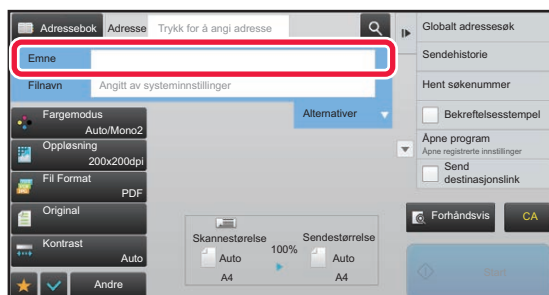 Adressebok
Adresse
Trykk for å angi adresse
Emne
Filnavn
Angitt av systeminnstillinger
Alternativer
Fargemodus
Auto/Mono2
Oppløsning
200x200dpi
Fil Format
PDF
Original
Kontrast
Auto
Andre
Skannestørelse
Auto
A4
100%
Sendestørrelse
Auto
A4
Globalt adressesøk
Sendehistorie
Hent søkenummer
Bekreftelsesstempel
Åpne program
Åpne registrerte innstillinger
Send
destinasjonslink
Forhåndsvis
CA
Start